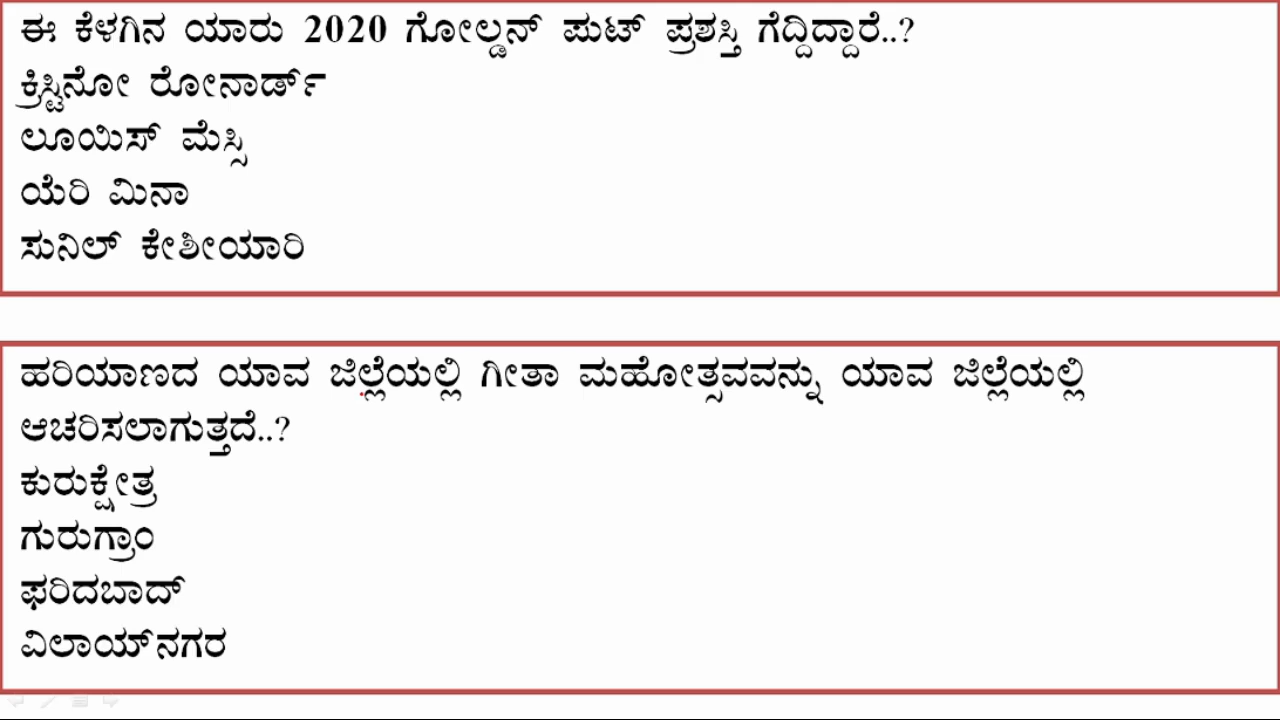 ಈ ಕೆಳಗಿನ ಯಾರು 2020 ಗೋಲ್ಡನ್ ಪುಟ್ ಪ್ರಶಸ್ತಿ ಗೆದ್ದಿದ್ದಾರೆ..?
ಕ್ರಿಸ್ಟಿನೋ ರೋನಾರ್ಡ್
ಲೂಯಿಸ್ ಮೆಸ್ಸಿ
ಯೆರಿ ಮಿನಾ
ಸುನಿಲ್ ಕೇಶೀಯಾರಿ
ಹರಿಯಾಣದ ಯಾವ ಜಿಲ್ಲೆಯಲ್ಲಿ ಗೀತಾ ಮಹೋತ್ಸವವನ್ನು ಯಾವ ಜಿಲ್ಲೆಯಲ್ಲಿ
ಆಚರಿಸಲಾಗುತ್ತದೆ..?
ಕುರುಕ್ಷೇತ್ರ
ಗುರುಗ್ರಾಂ
ಫರಿದಬಾದ್
ವಿಲಾಯ್‌ನಗರ